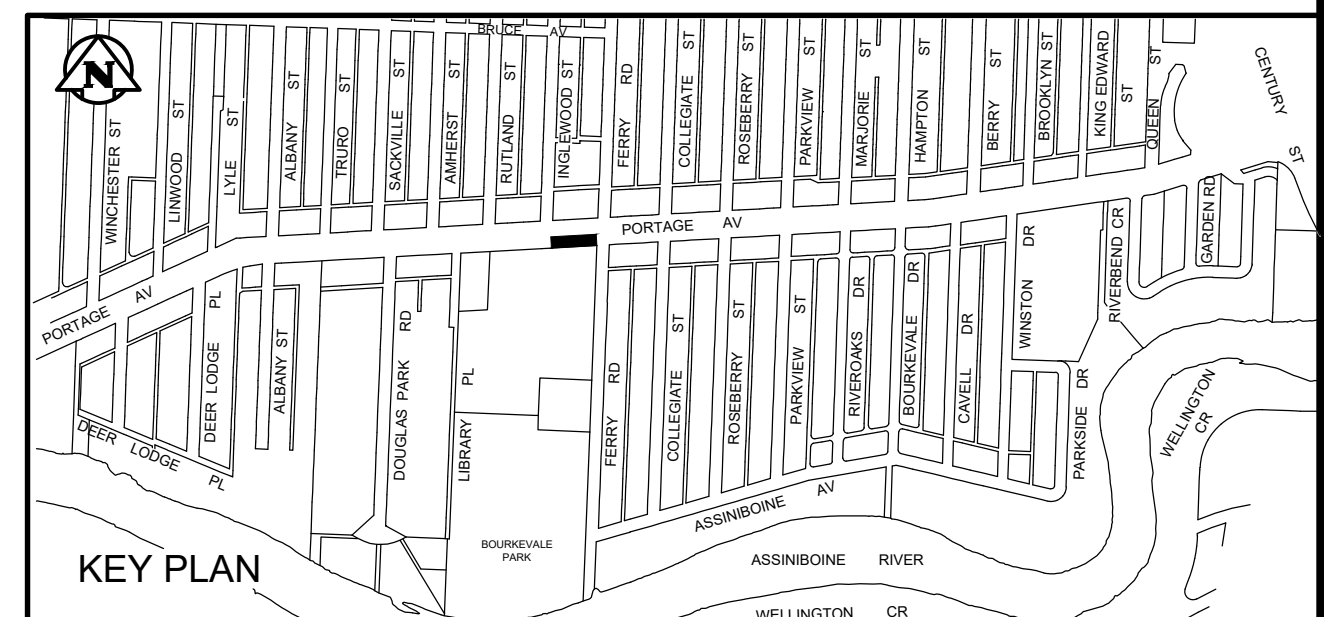 BRUCE AV
N
WINCHESTER ST
LINWOOD ST
LYLE ST
ALBANY ST
TRURO ST
SACKVILLE ST
AMHERST ST
RUTLAND ST
INGLEWOOD ST
FERRY RD
COLLEGIATE ST
ROSEBERRY ST
PARKVIEW ST
MARJORIE ST
HAMPTON ST
BERRY ST
BROOKLYN ST
KING EDWARD ST
QUEEN ST
CENTURY ST
PORTAGE AV
PORTAGE AV
DEER LODGE PL
ALBANY ST
DOUGLAS PARK RD
LIBRARY PL
FERRY RD
COLLEGIATE ST
ROSEBERRY ST
PARKVIEW ST
RIVEROAKS DR
BOURKEVALE DR
CAVELL DR
WINSTON DR
RIVERBEND CR
GARDEN RD
PARKSIDE DR
WELLINGTON CR
DEER LODGE PL
ASSINIBOINE AV
BOURKEVALE
PARK
ASSINIBOINE RIVER
KEY PLAN
WELLINGTON CR